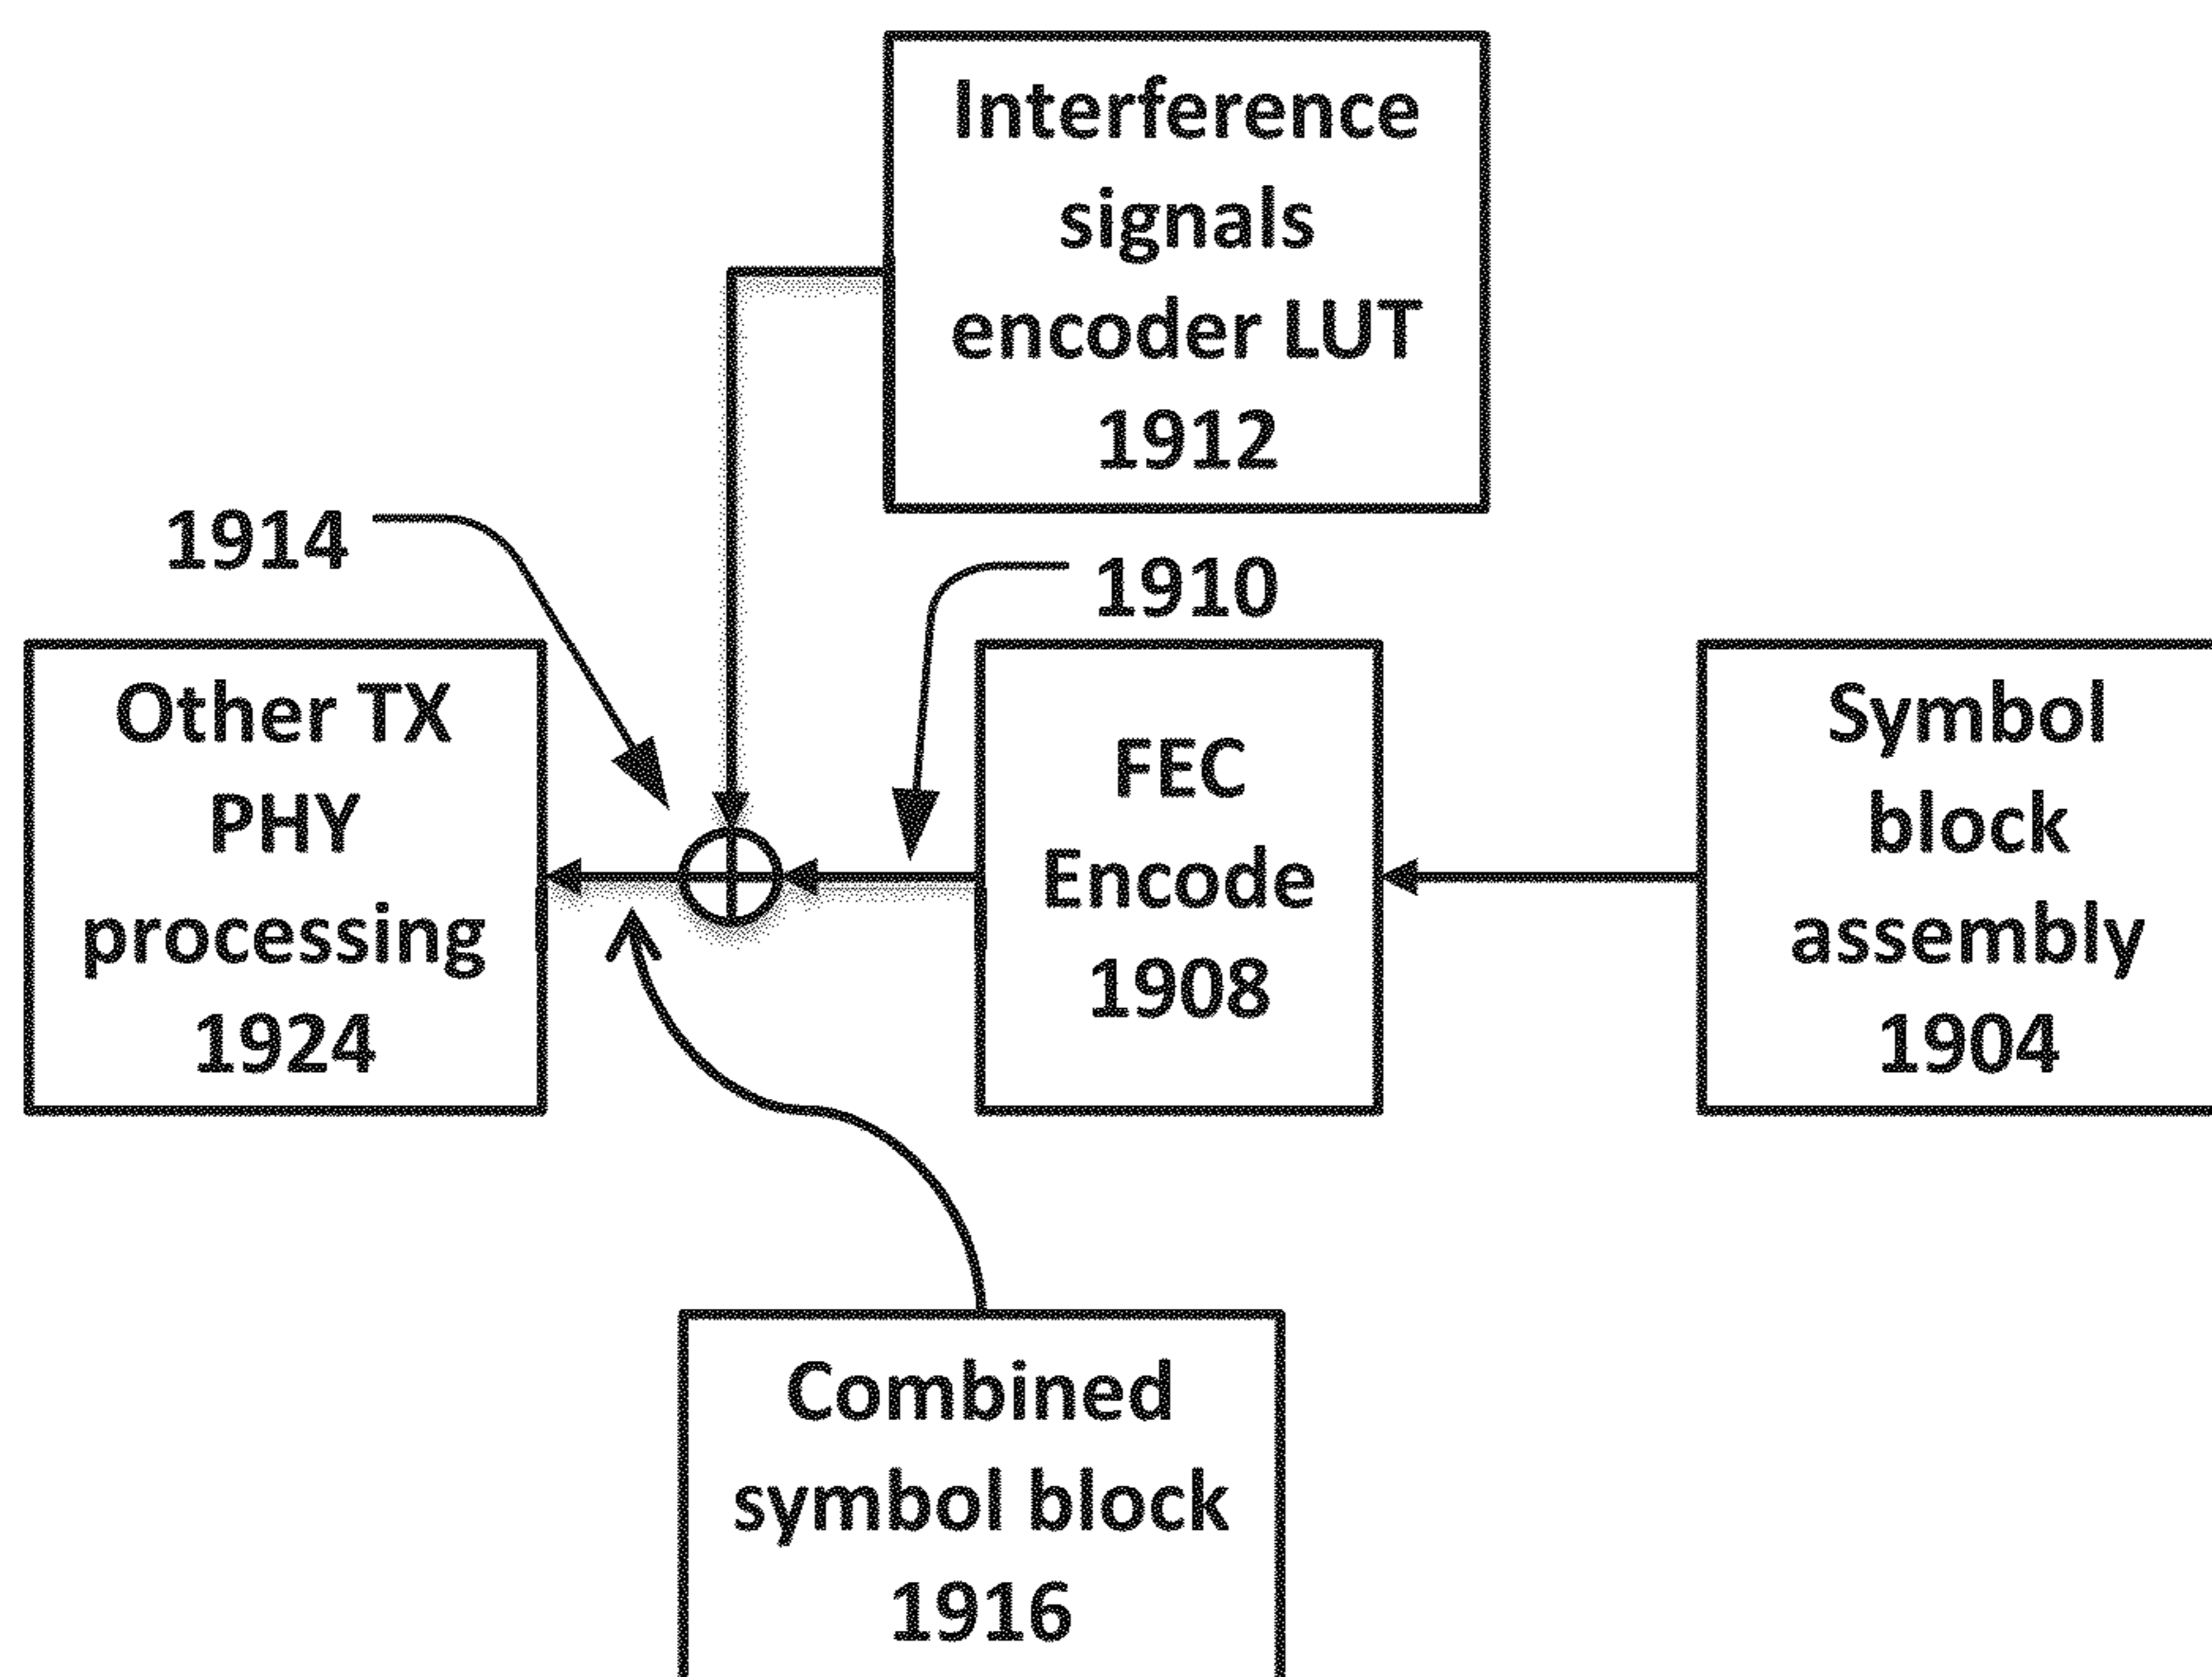 Interference
signals
encoder LUT
1912
1914
1910
Other TX
PHY
processing
1924
FEC
Encode
1908
Symbol
block
assembly
1904
Combined
symbol block
1916